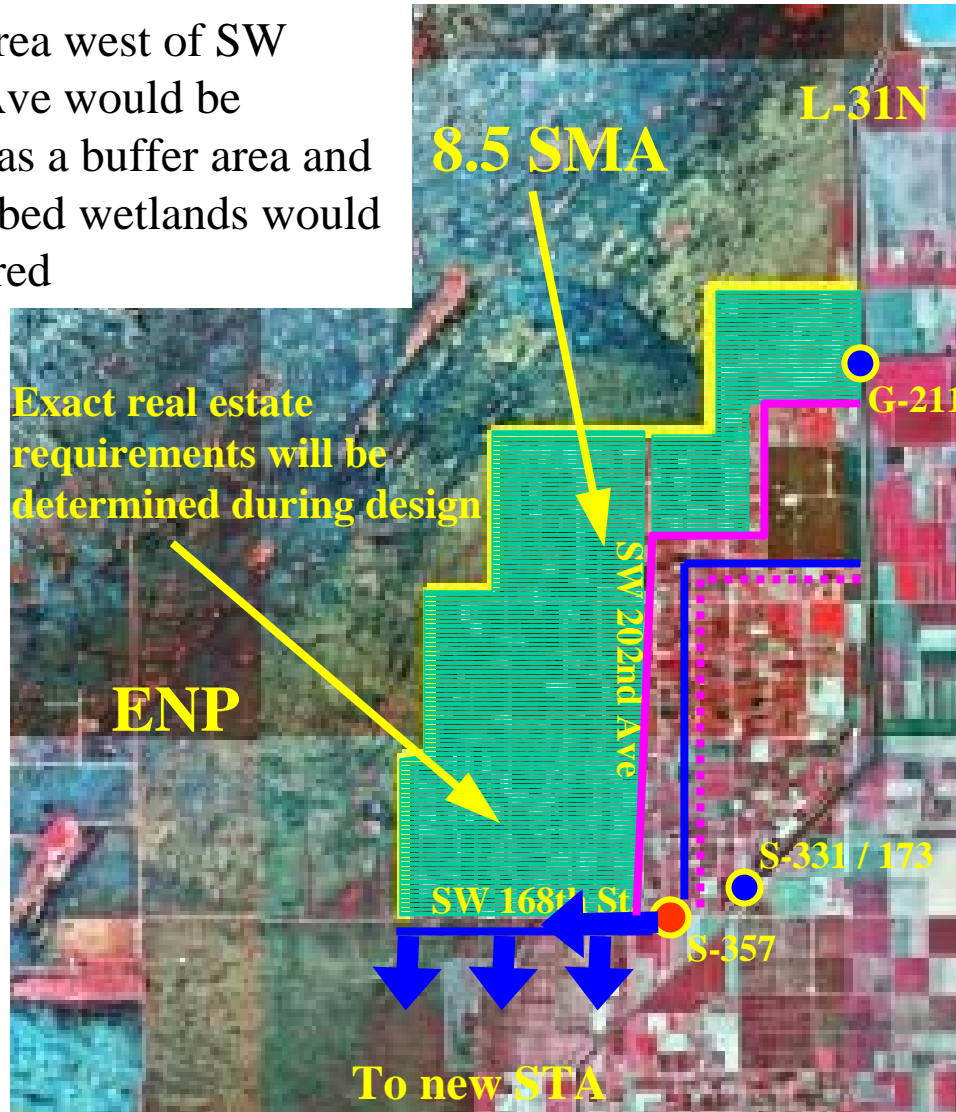 rea west of SW
Ave would be
as a buffer area and
bed wetlands would
red
L-31N
8.5 SMA
G-211
Exact real estate
requirements will be
determined during design
SW 202nd Ave
ENP
S-331 / 173
SW 168th St.
S-357
To new STA